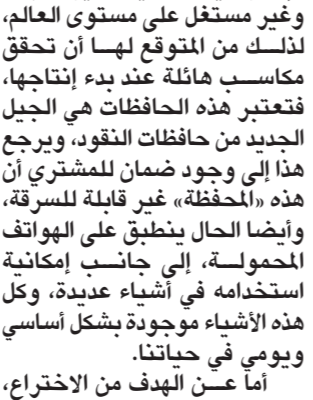 وغير مستغل على مستوى العالم،
لذلك من المتوقع لها أن تحقق
مكاسب هائلة عند بدء إنتاجها،
فتعتبر هذه الحافظات هي الجيل
الجديد من حافظات النقود، ويرجع
هذا إلى وجود ضمان للمشتري أن
هذه «المحفظة» غير قابلة للسرقة،
وأيضا الحال ينطبق على الهواتف
المحمولة، إلى جانب إمكانية
استخدامه في أشياء عديدة، وكل
هذه الأشياء موجودة بشكل أساسي
ويومي في حياتنا.
أما عن الهدف من الاختراع،